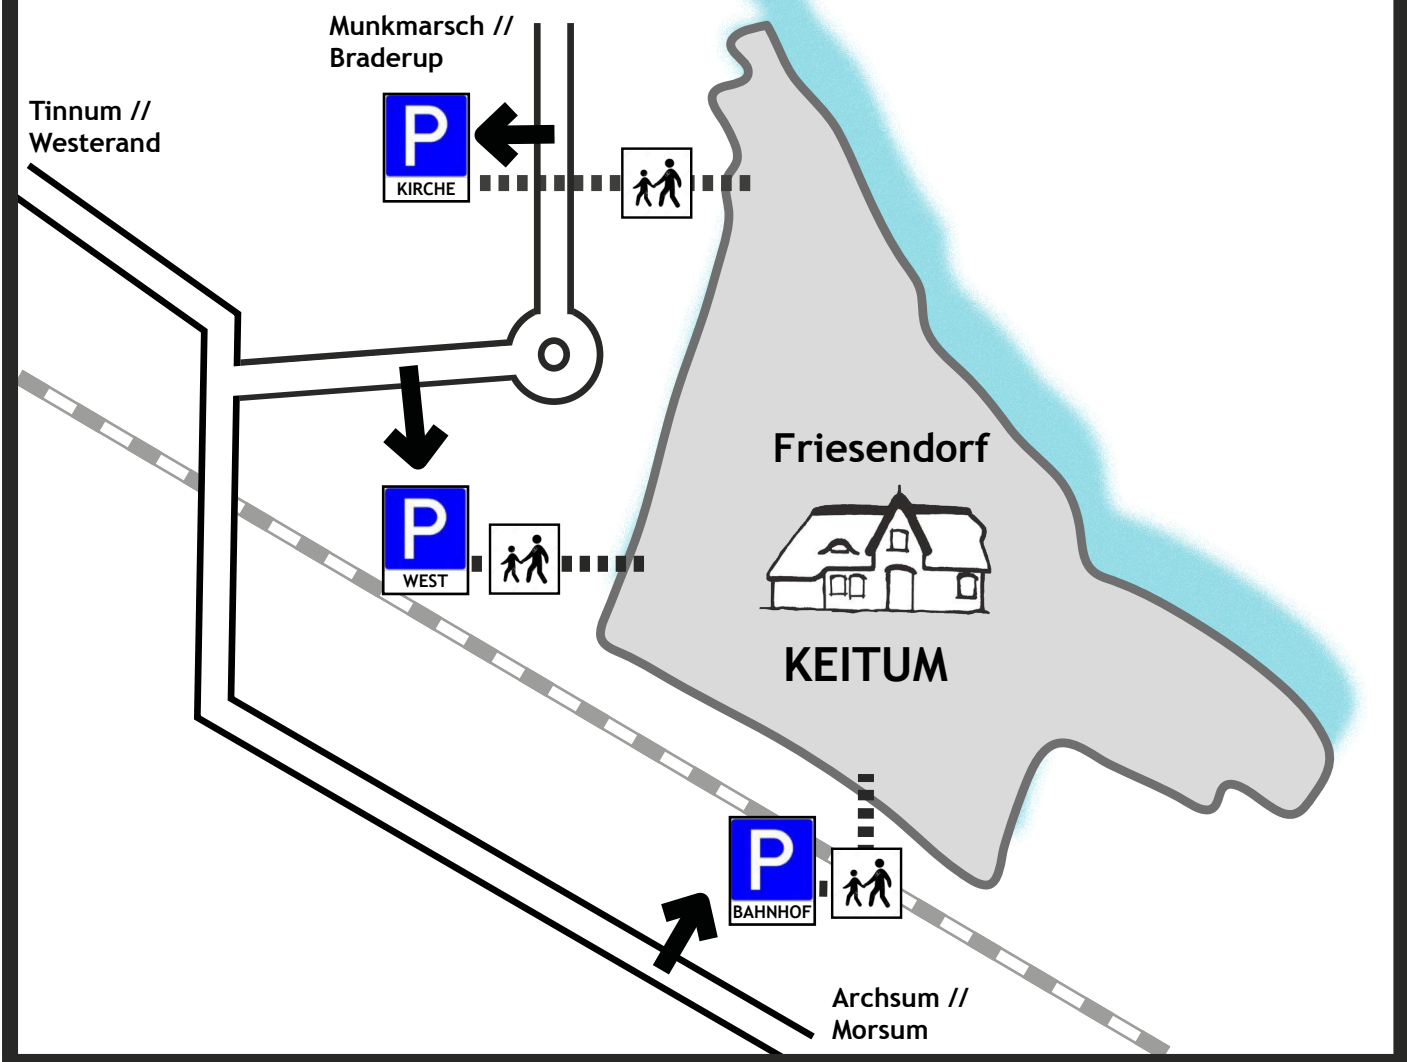 Munkmarsch //
Braderup
Tinnum //
Westerand
P
KIRCHE
Friesendorf
P
WEST
KEITUM
P
BAHNHOF
Archsum //
Morsum